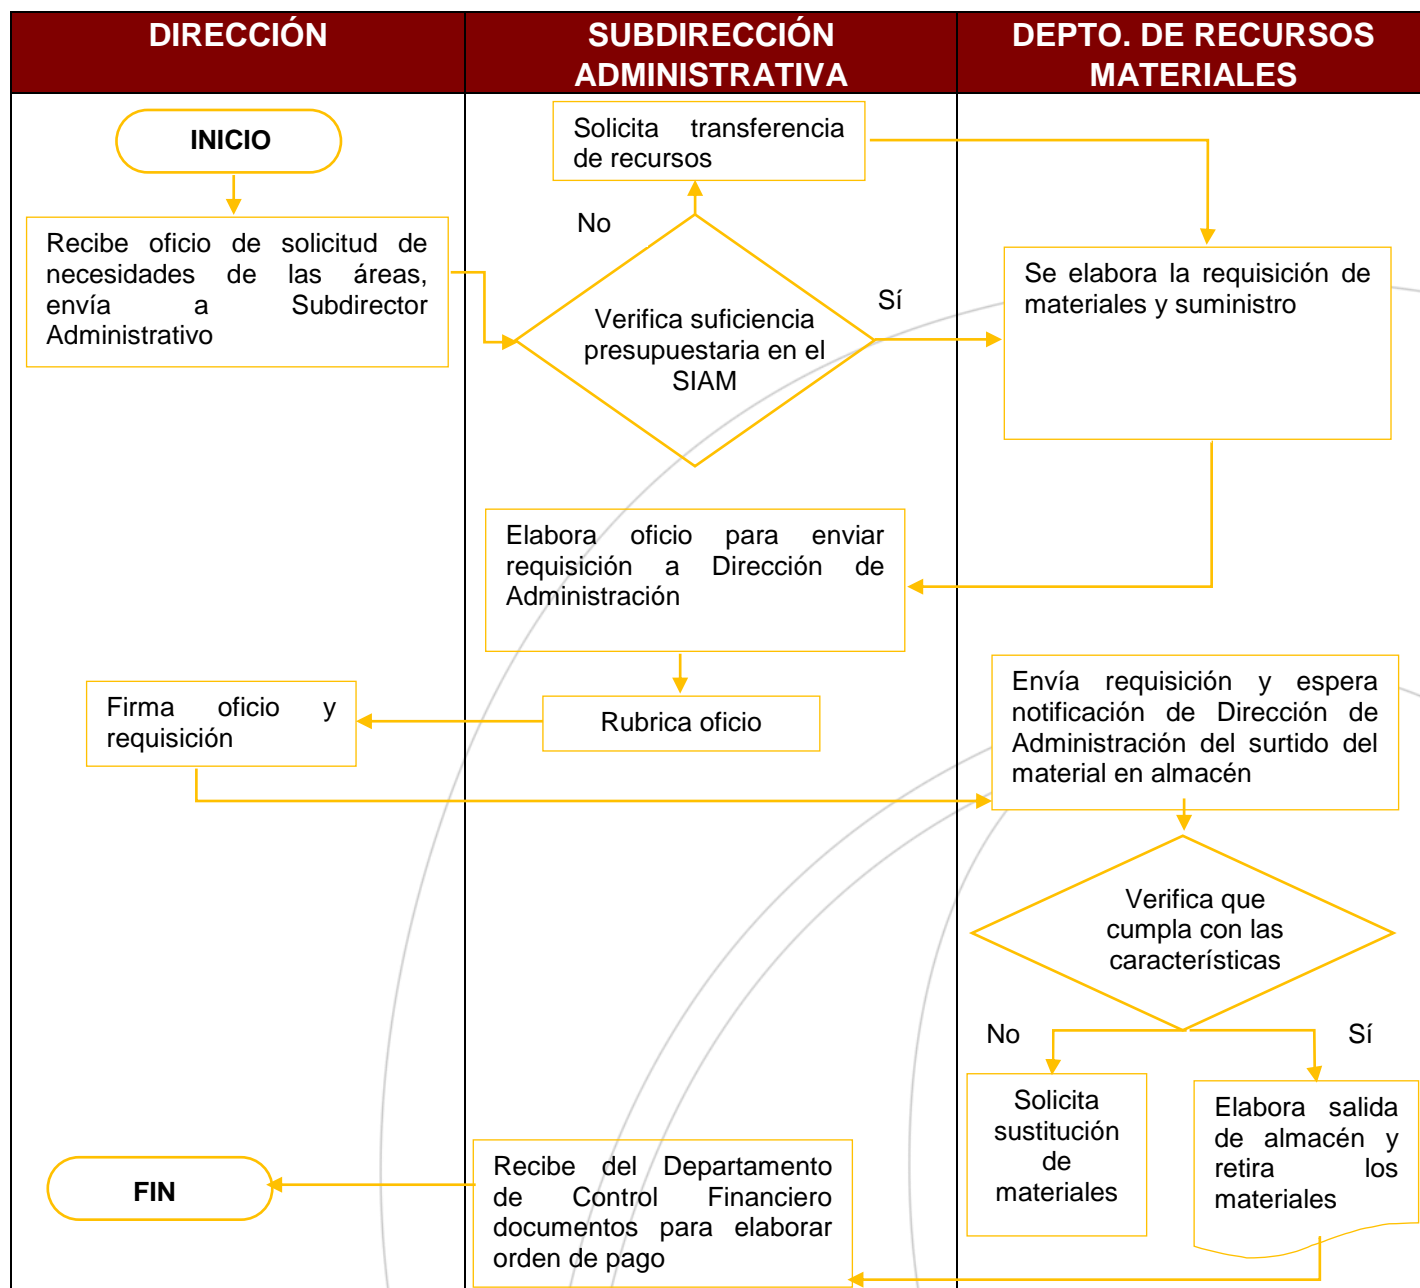 DIRECCIÓN
SUBDIRECCIÓN
ADMINISTRATIVA
DEPTO. DE RECURSOS
MATERIALES
INICIO
Solicita transferencia
de recursos
No
Recibe oficio de solicitud de
necesidades de las áreas,
envía a Subdirector
Administrativo
Verifica suficiencia
presupuestaria en el
SIAM
Sí
Se elabora la requisición de
materiales y suministro
Elabora oficio para enviar
requisición a Dirección de
Administración
Rubrica oficio
Firma oficio y
requisición
Envía requisición y espera
notificación de Dirección de
Administración del surtido del
material en almacén
Verifica que
cumpla con las
características
No
Sí
Solicita
sustitución
de
materiales
Elabora salida
de almacén y
retira los
materiales
Recibe del Departamento
de Control Financiero
documentos para elaborar
orden de pago
FIN